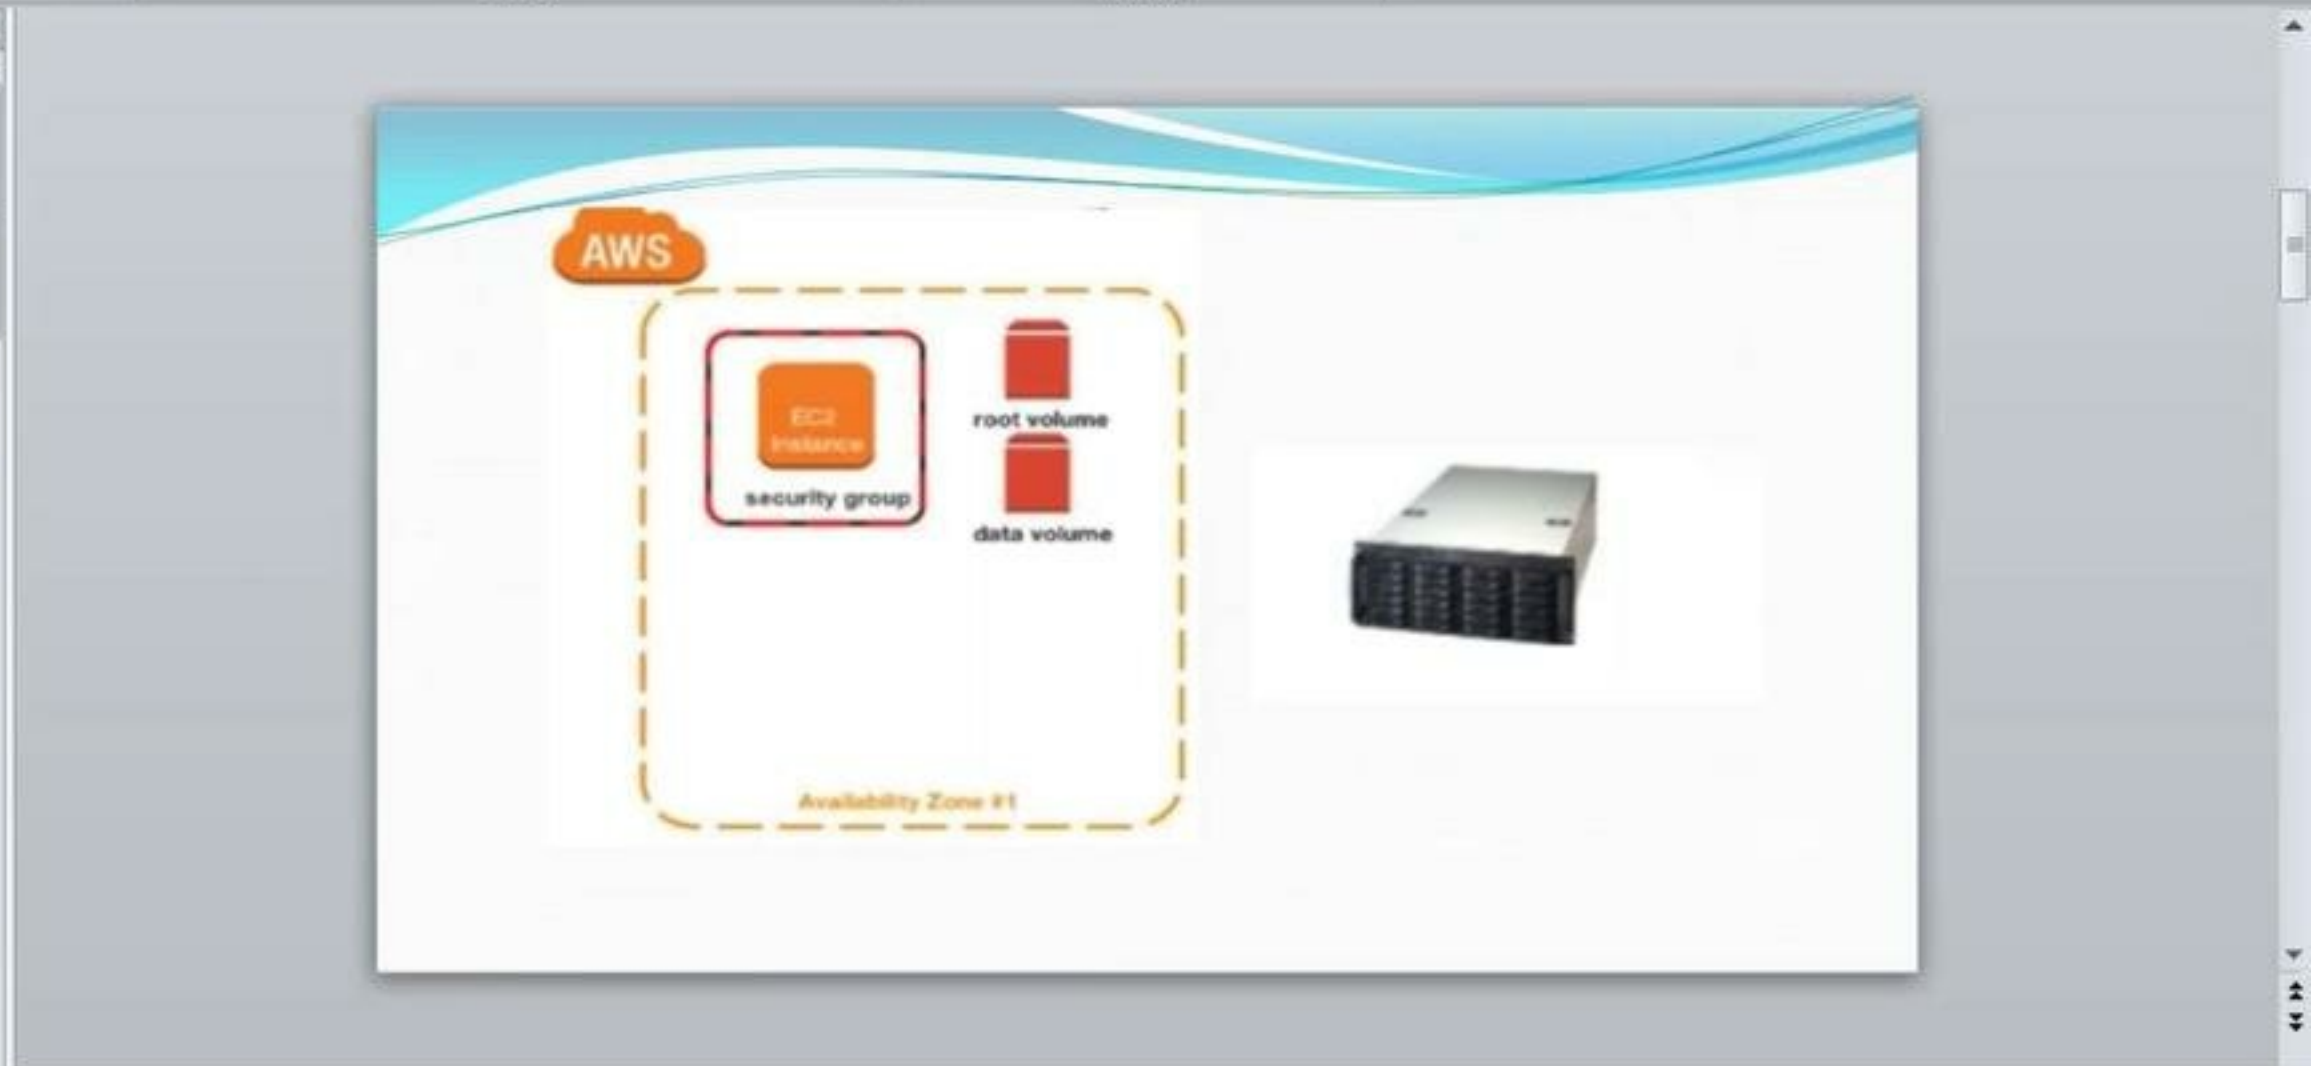 AWS
EC2
Instance
security group
root volume
data volume
Availability Zone #1